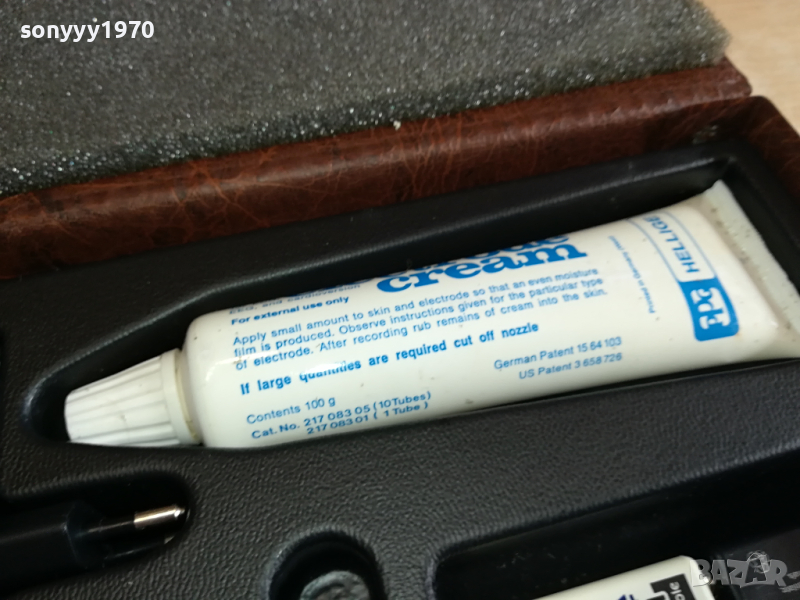 sonyyy1970
cream
For external use only
Apply small amount to skin and electrode so that an even moisture
film is produced. Observe instructions given for the particular type
of electrode. After recording rub remains of cream into the skin.
If large quantities are required cut off nozzle
German Patent 15 64 103
US Patent 3 658 726
Contents 100 g
Cat. No. 217 083 05 (10 Tubes)
217 083 01 ( 1 Tube )
HELLIGE
BAZAR